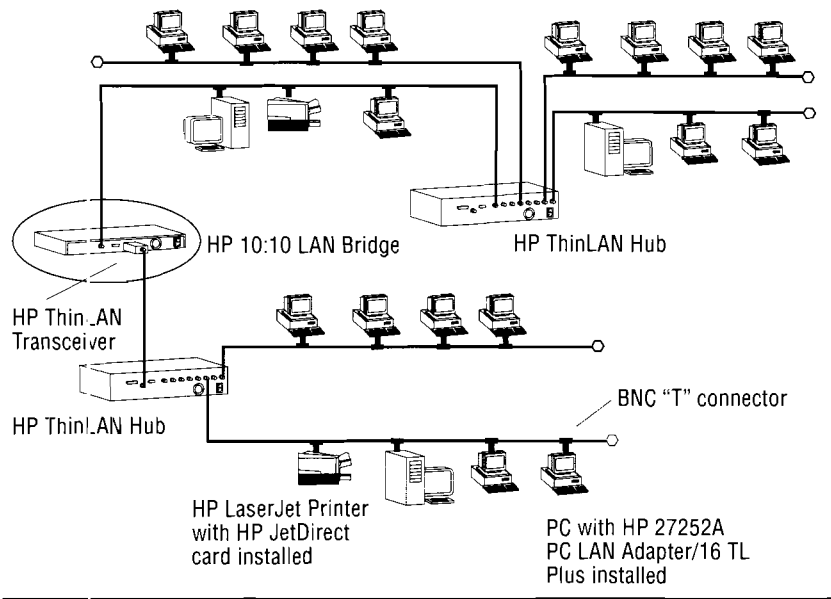 HP 10:10 LAN Bridge
HP ThinLAN Hub
HP ThinLAN
Transceiver
HP ThinLAN Hub
BNC “T” connector
HP LaserJet Printer
with HP JetDirect
card installed
PC with HP 27252A
PC LAN Adapter/16 TL
Plus installed